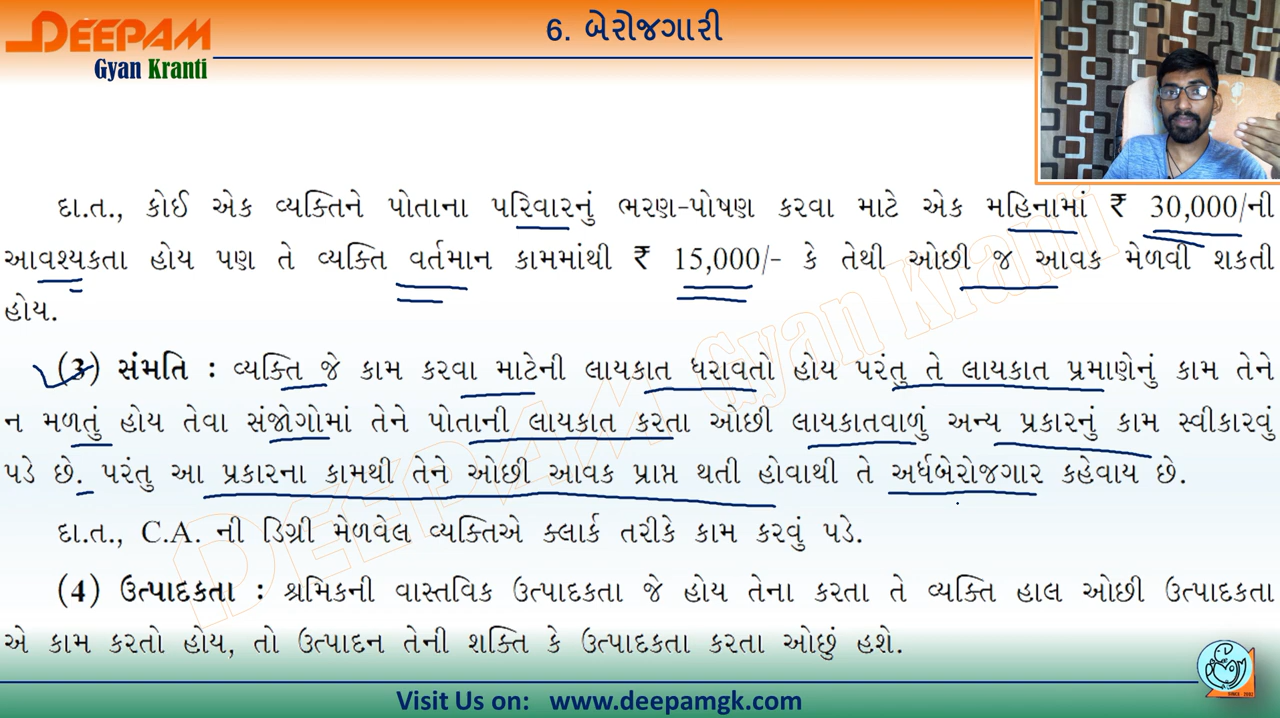 DEEPAM
Gyan Kranti
6. બેરોજગારી
દા.ત., કોઈ એક વ્યક્તિને પોતાના પરિવારનું ભરણ-પોષણ કરવા માટે એક મહિનામાં ₹ 30,000/ની
આવશ્યકતા હોય પણ તે વ્યક્તિ વર્તમાન કામમાંથી ₹ 15,000/- કે તેથી ઓછી જ આવક મેળવી શકતી
હોય.
(3) સંમતિ : વ્યક્તિ જે કામ કરવા માટેની લાયકાત ધરાવતો હોય પરંતુ તે લાયકાત પ્રમાણેનું કામ તેને
ન મળતું હોય તેવા સંજોગોમાં તેને પોતાની લાયકાત કરતા ઓછી લાયકાતવાળું અન્ય પ્રકારનું કામ સ્વીકારવું
પડે છે. પરંતુ આ પ્રકારના કામથી તેને ઓછી આવક પ્રાપ્ત થતી હોવાથી તે અર્ધબેરોજગાર કહેવાય છે.
દા.ત., C.A. ની ડિગ્રી મેળવેલ વ્યક્તિએ ક્લાર્ક તરીકે કામ કરવું પડે.
(4) ઉત્પાદકતા : શ્રમિકની વાસ્તવિક ઉત્પાદકતા જે હોય તેના કરતા તે વ્યક્તિ હાલ ઓછી ઉત્પાદકતા
એ કામ કરતો હોય, તો ઉત્પાદન તેની શક્તિ કે ઉત્પાદકતા કરતા ઓછું હશે.
DEEPAM Gyan Kranti
Visit Us on: www.deepamgk.com